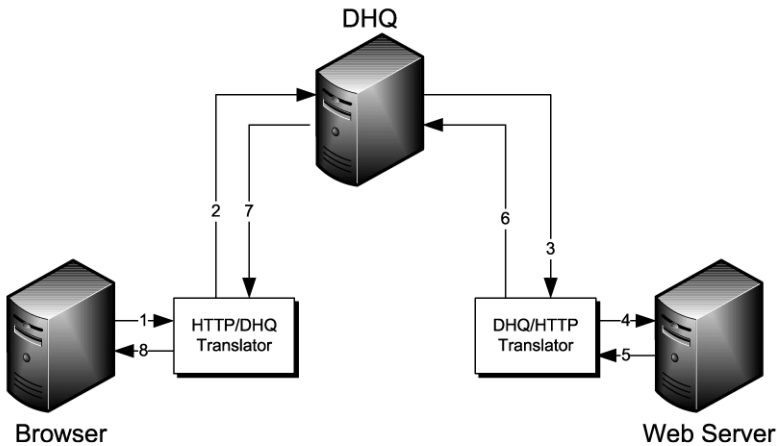 DHQ
2
7
6
3
1
HTTP/DHQ
Translator
8
DHQ/HTTP
Translator
4
5
Browser
Web Server